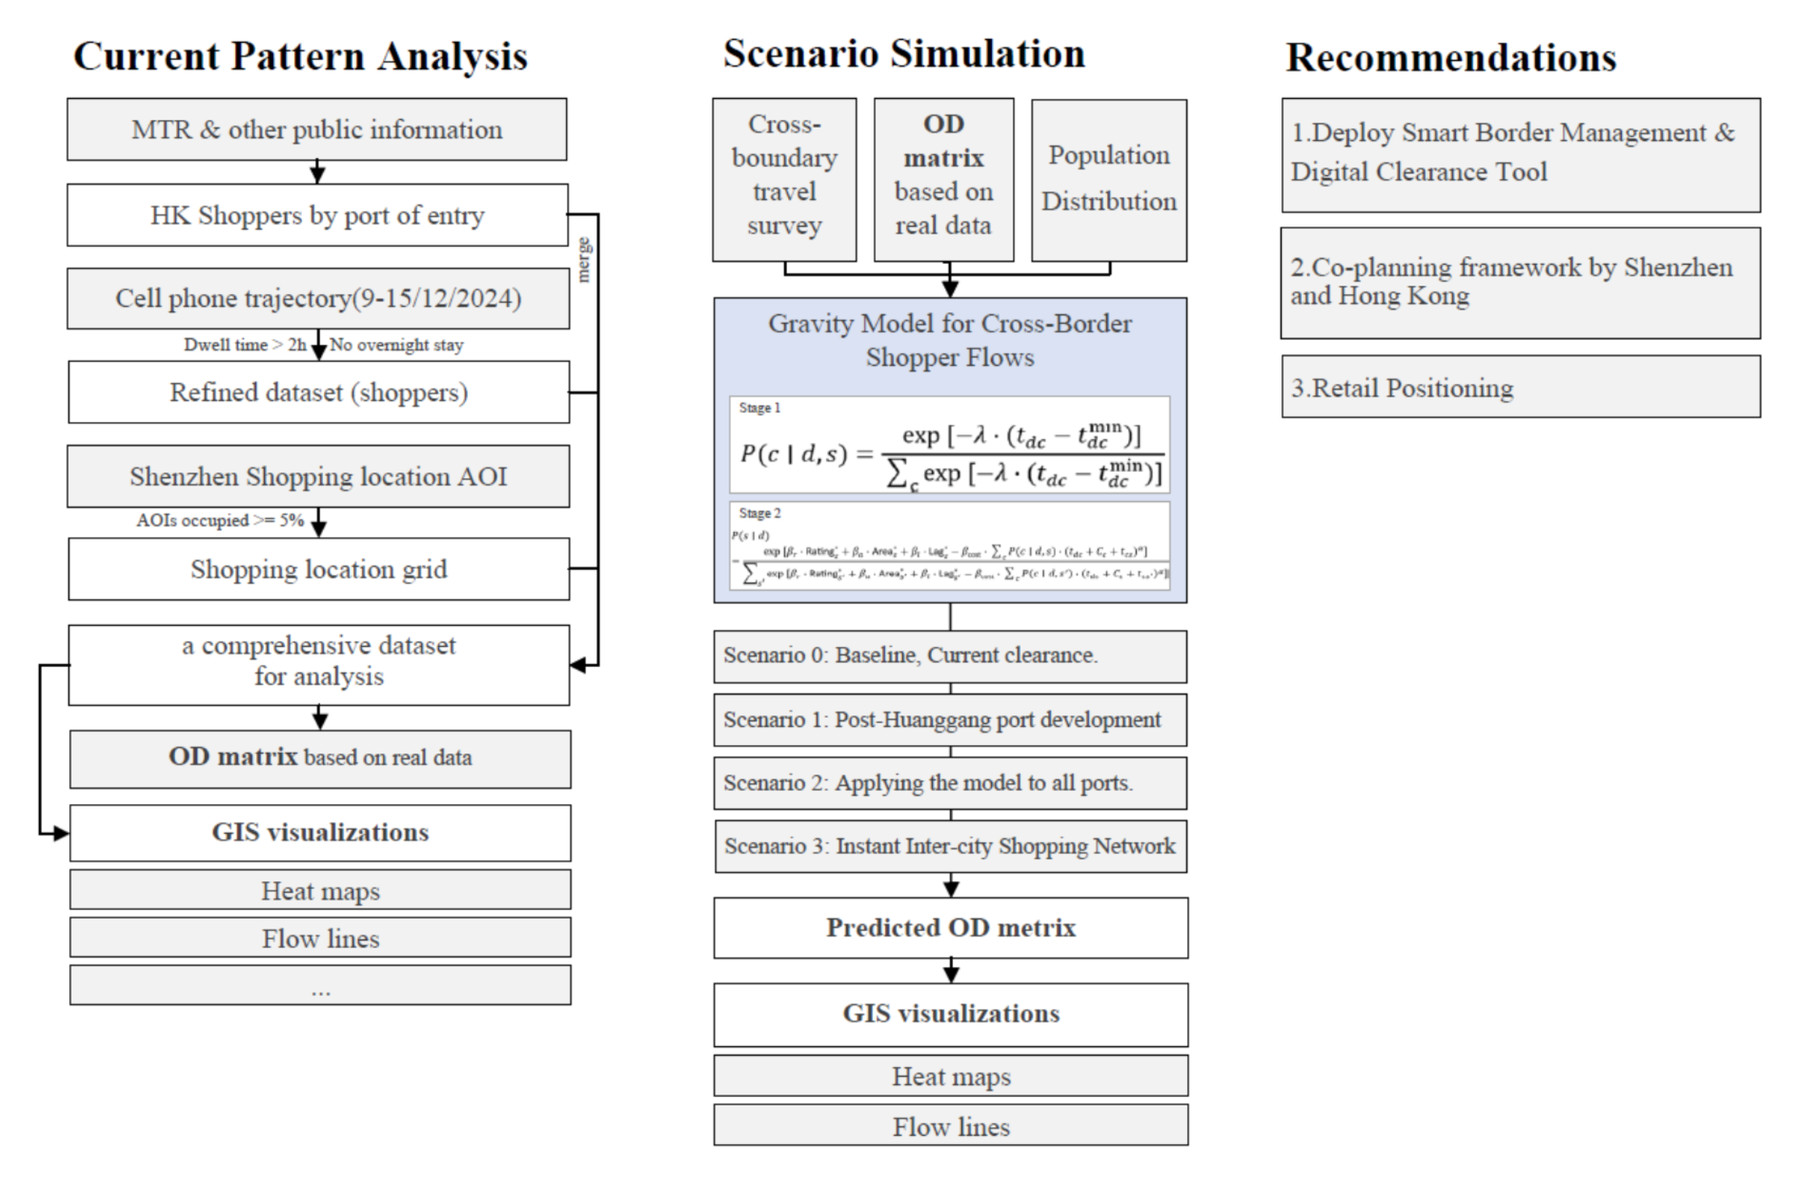 Current Pattern Analysis
MTR & other public information
HK Shoppers by port of entry
merge
Cell phone trajectory(9-15/12/2024)
Dwell time > 2h No overnight stay
Refined dataset (shoppers)
Shenzhen Shopping location AOI
AOIs occupied >= 5%
Shopping location grid
a comprehensive dataset
for analysis
OD matrix based on real data
GIS visualizations
Heat maps
Flow lines
...
Scenario Simulation
Cross-
boundary
travel
survey
OD
matrix
based on
real data
Population
Distribution
Gravity Model for Cross-Border
Shopper Flows
Stage 1
P(c | d, s) = exp [−λ · (t_dc − t_dc^min)] / ∑_c exp [−λ · (t_dc − t_dc^min)]
Stage 2
P(s | d)
Scenario 0: Baseline, Current clearance.
Scenario 1: Post-Huanggang port development
Scenario 2: Applying the model to all ports.
Scenario 3: Instant Inter-city Shopping Network
Predicted OD metrix
GIS visualizations
Heat maps
Flow lines
Recommendations
1.Deploy Smart Border Management &
Digital Clearance Tool
2.Co-planning framework by Shenzhen
and Hong Kong
3.Retail Positioning